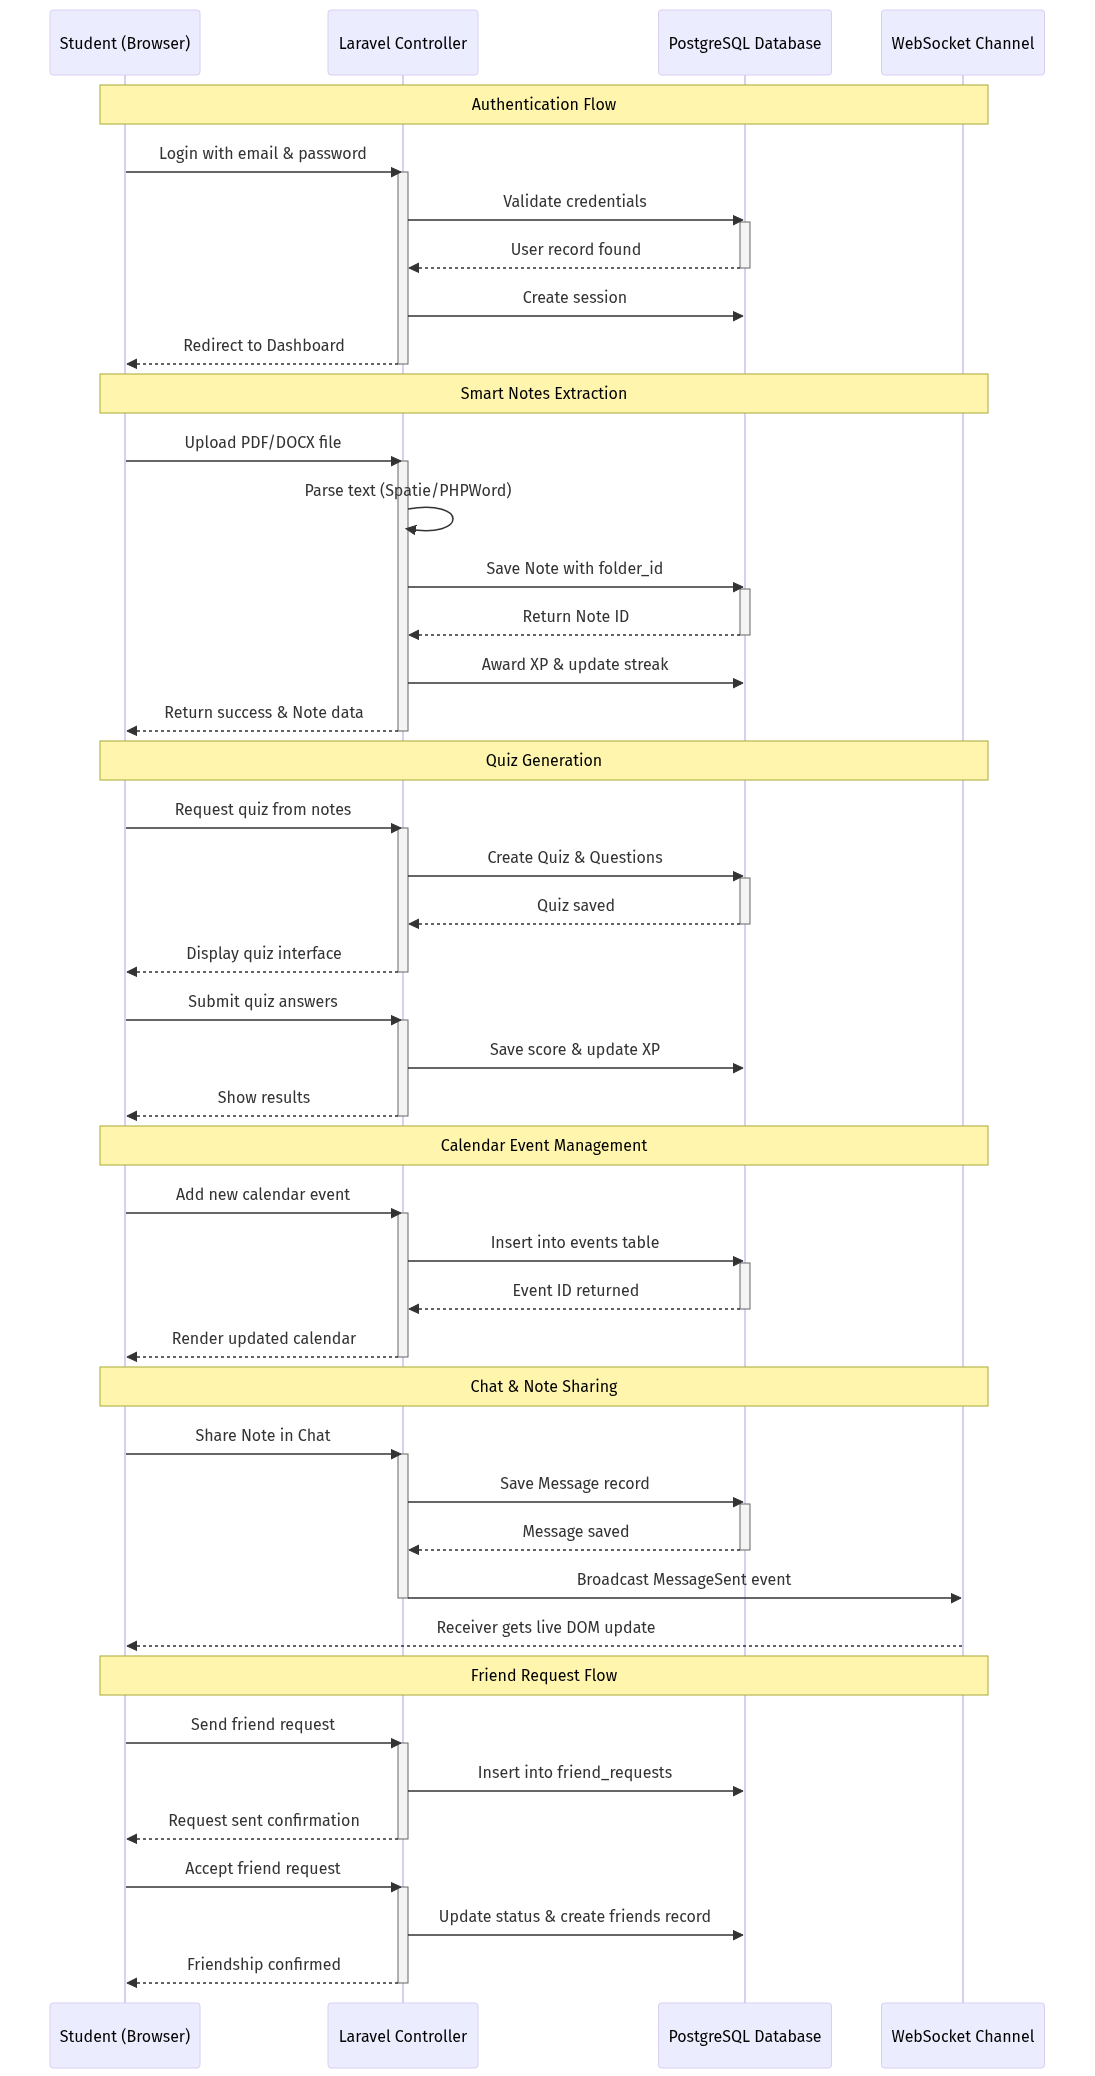 Student (Browser)
Laravel Controller
PostgreSQL Database
WebSocket Channel
Authentication Flow
Login with email & password
Validate credentials
User record found
Create session
Redirect to Dashboard
Smart Notes Extraction
Upload PDF/DOCX file
Parse text (Spatie/PHPWord)
Save Note with folder_id
Return Note ID
Award XP & update streak
Return success & Note data
Quiz Generation
Request quiz from notes
Create Quiz & Questions
Quiz saved
Display quiz interface
Submit quiz answers
Save score & update XP
Show results
Calendar Event Management
Add new calendar event
Insert into events table
Event ID returned
Render updated calendar
Chat & Note Sharing
Share Note in Chat
Save Message record
Message saved
Broadcast MessageSent event
Receiver gets live DOM update
Friend Request Flow
Send friend request
Insert into friend_requests
Request sent confirmation
Accept friend request
Update status & create friends record
Friendship confirmed
Student (Browser)
Laravel Controller
PostgreSQL Database
WebSocket Channel